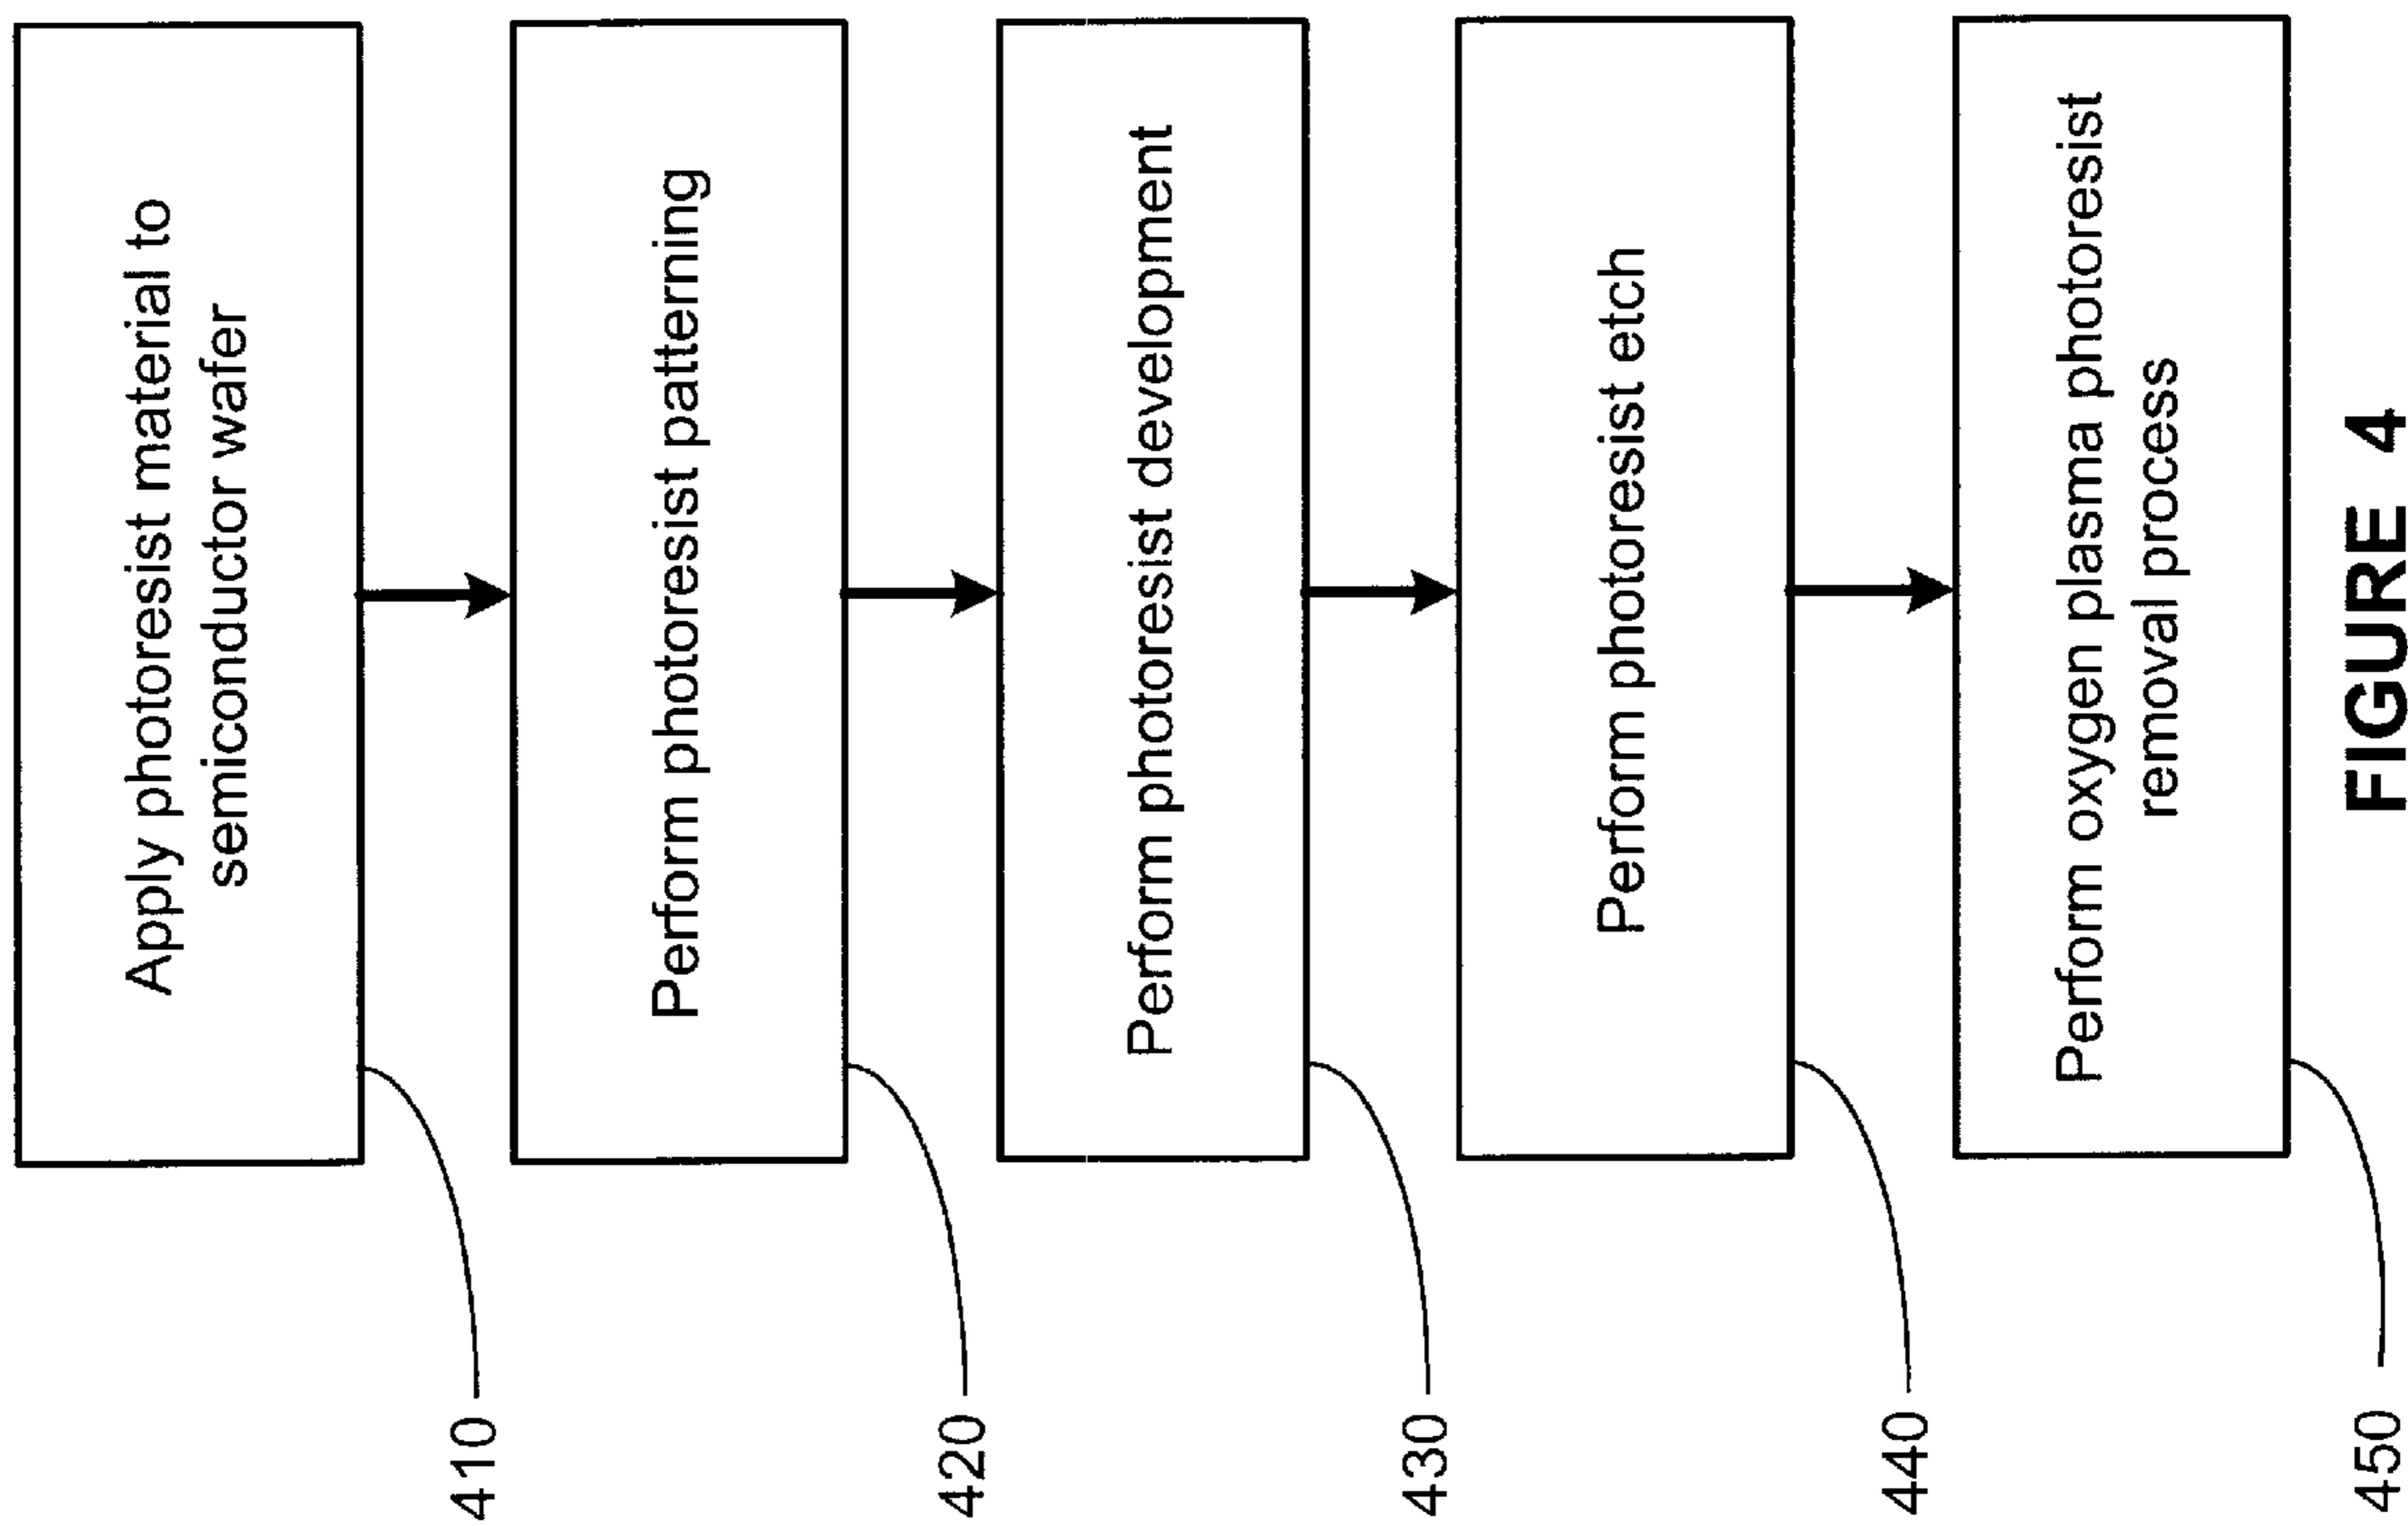 Apply photoresist material to
semiconductor wafer
410
Perform photoresist patterning
420
Perform photoresist development
430
Perform photoresist etch
440
Perform oxygen plasma photoresist
removal process
450
FIGURE 4